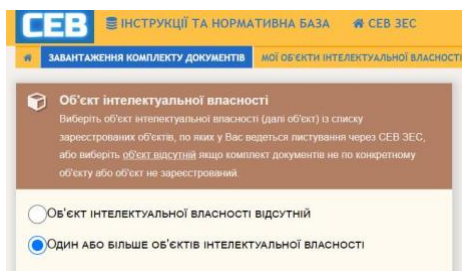 СЕВ ІНСТРУКЦІЇ ТА НОРМАТИВНА БАЗА СЕВ ЗЕС
ЗАВАНТАЖЕННЯ КОМПЛЕКТУ ДОКУМЕНТІВ МОЇ ОБ'ЄКТИ ІНТЕЛЕКТУАЛЬНОЇ ВЛАСНОСТІ
Об'єкт інтелектуальної власності
Виберіть об'єкт інтелектуальної власності (далі об'єкт) із списку
зареєстрованих об'єктів, по яких у Вас ведеться листування через СЕВ ЗЕС,
або виберіть об'єкт відсутній якщо комплект документів не по конкретному
об'єкту або об'єкт не зареєстрований.
Об'єкт інтелектуальної власності відсутній
Один або більше об'єктів інтелектуальної власності